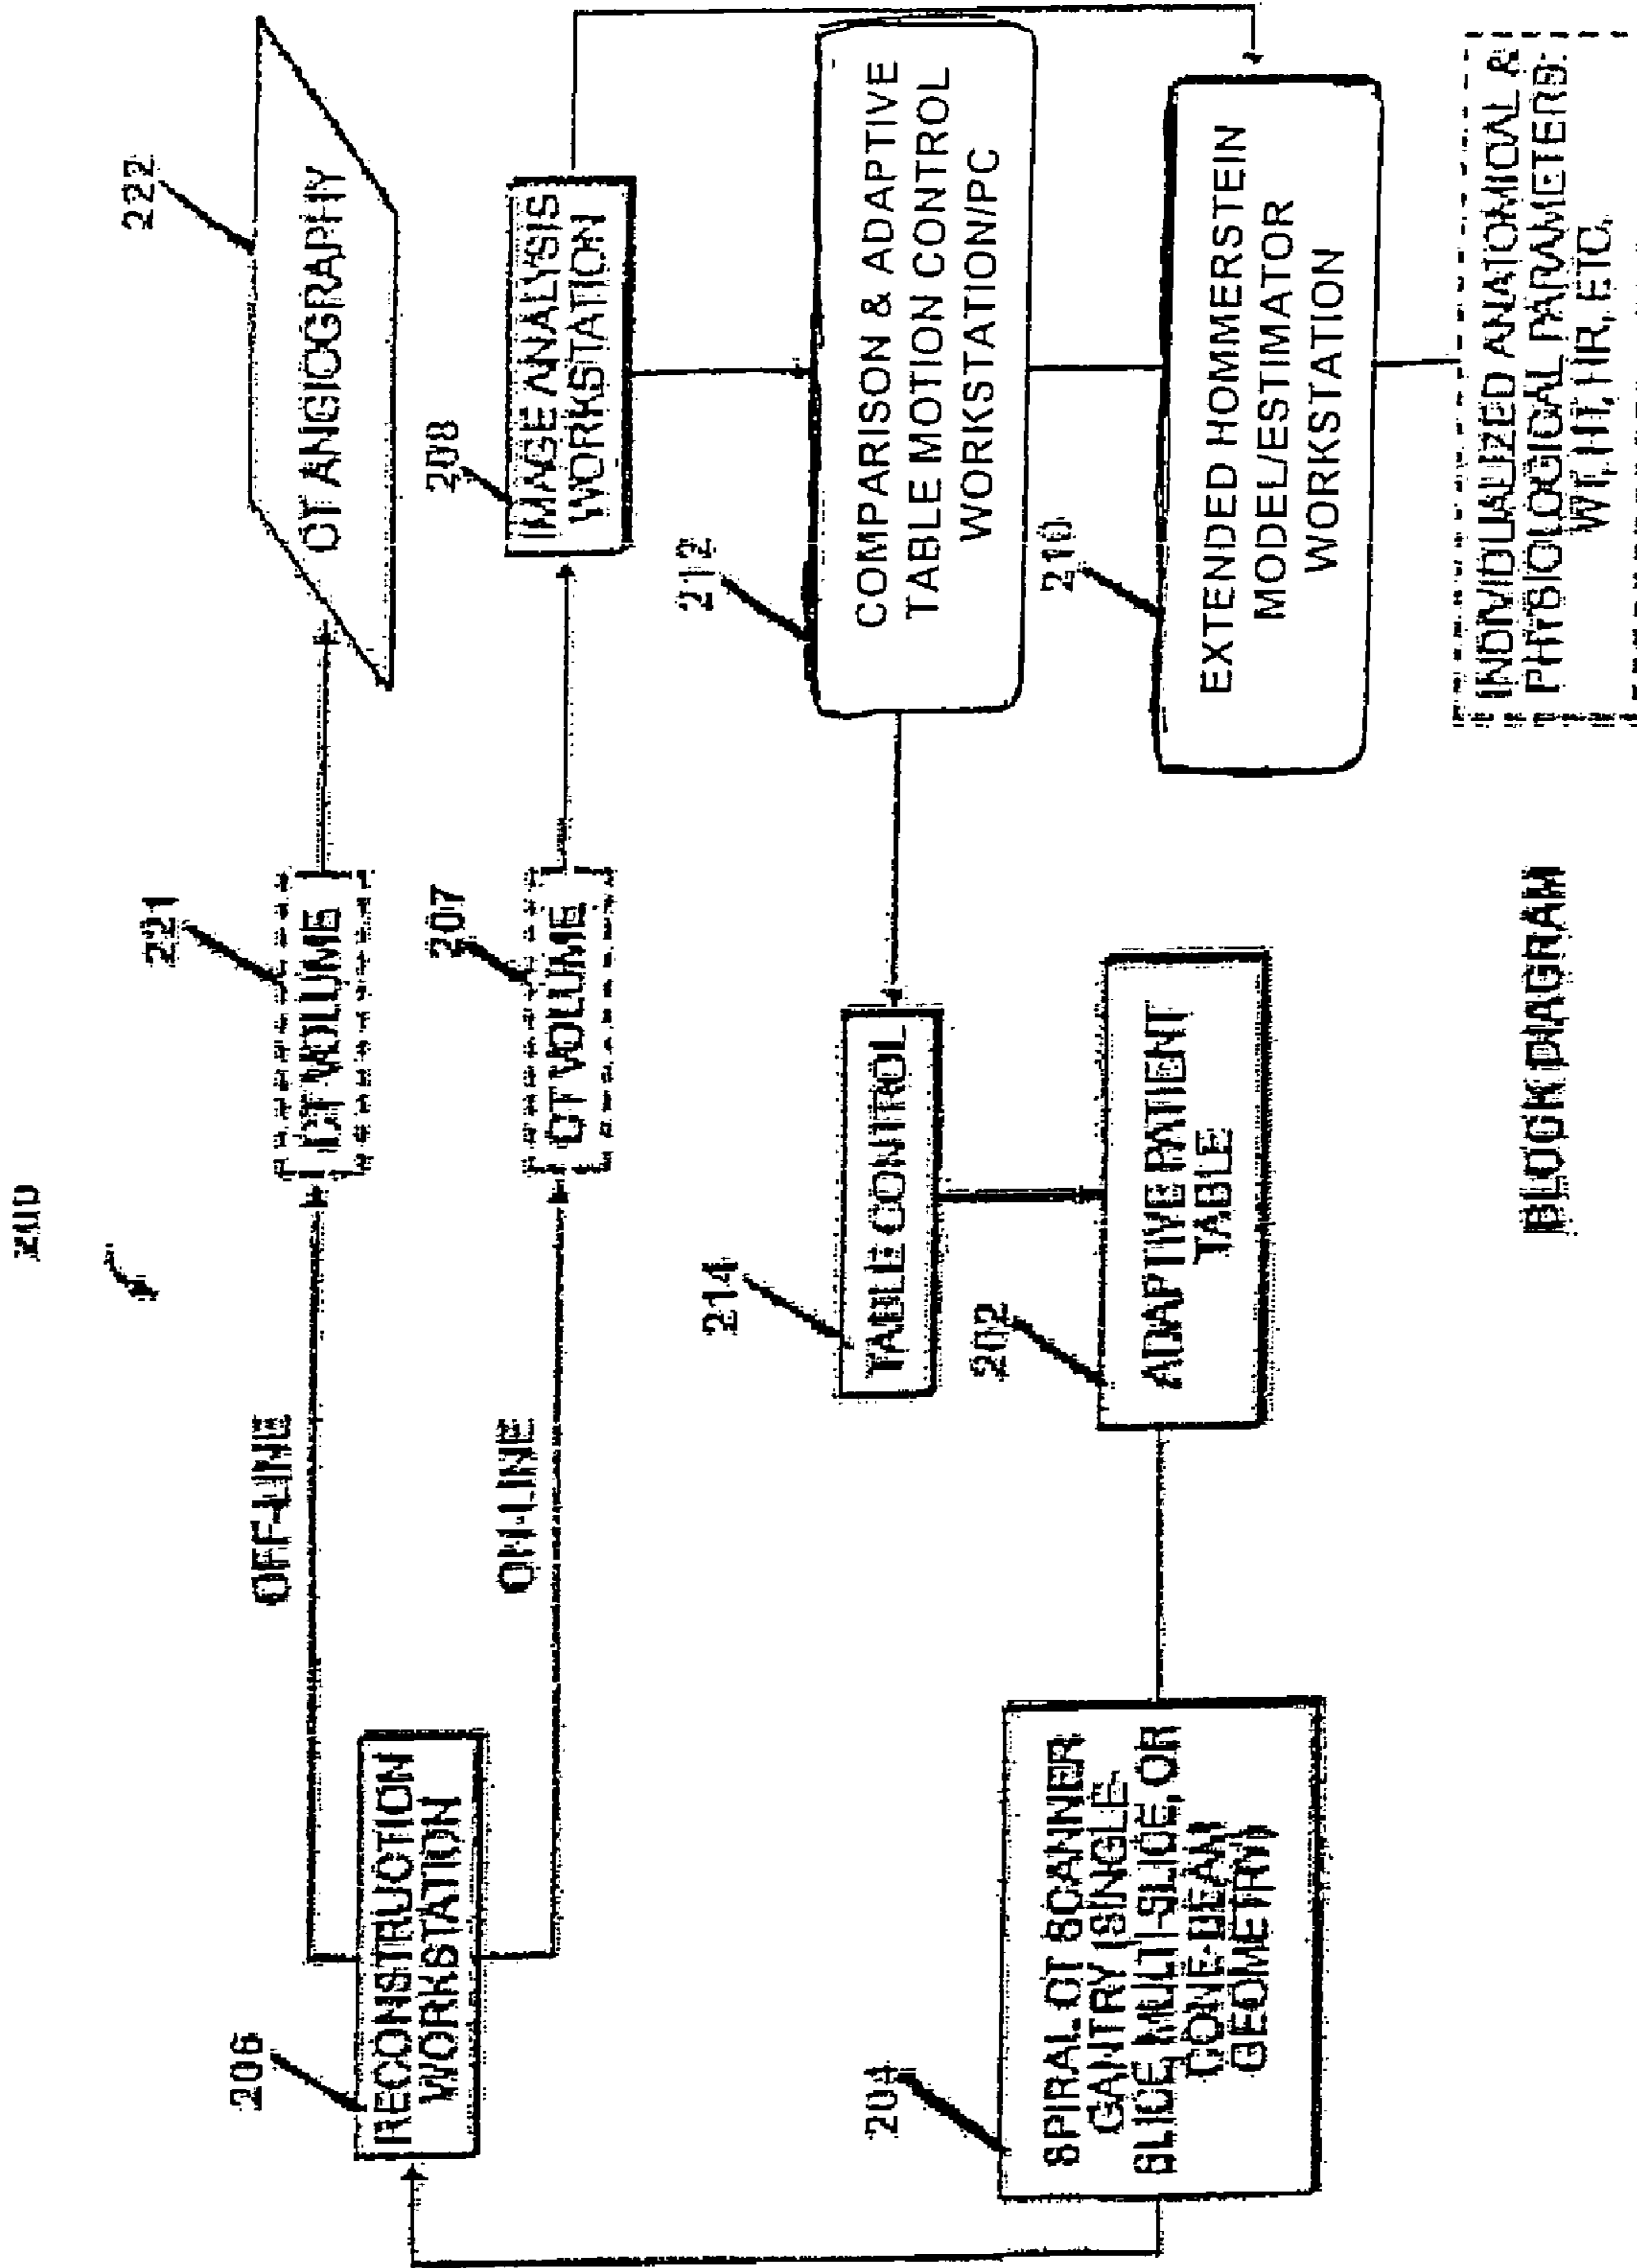 200
OFF-LINE
ON-LINE
206
RECONSTRUCTION
WORKSTATION
221
CT VOLUME
207
CT VOLUME
222
CT ANGIOGRAPHY
208
IMAGE ANALYSIS
WORKSTATION
212
COMPARISON & ADAPTIVE
TABLE MOTION CONTROL
WORKSTATION/PC
210
EXTENDED HOMMERSTEIN
MODEL/ESTIMATOR
WORKSTATION
INDIVIDUALIZED ANATOMICAL &
PHYSIOLOGICAL PARAMETERS:
WT, HT, HR, ETC.
214
TABLE CONTROL
202
ADAPTIVE PATIENT
TABLE
204
SPIRAL CT SCANNER
GANTRY (SINGLE-
SLICE, MULTI-SLICE, OR
CONE-BEAM
GEOMETRY)
BLOCK DIAGRAM